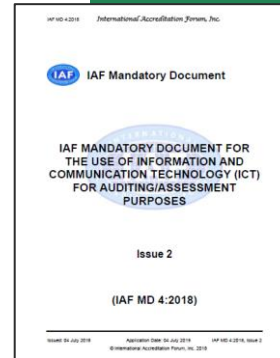 IAF MD 4:2018 International Accreditation Forum, Inc.
IAF IAF Mandatory Document
IAF MANDATORY DOCUMENT FOR
THE USE OF INFORMATION AND
COMMUNICATION TECHNOLOGY (ICT)
FOR AUDITING/ASSESSMENT
PURPOSES
Issue 2
(IAF MD 4:2018)
Issued: 04 July 2018 Application Date: 04 July 2018 IAF MD 4:2018, Issue 2
© International Accreditation Forum, Inc. 2018